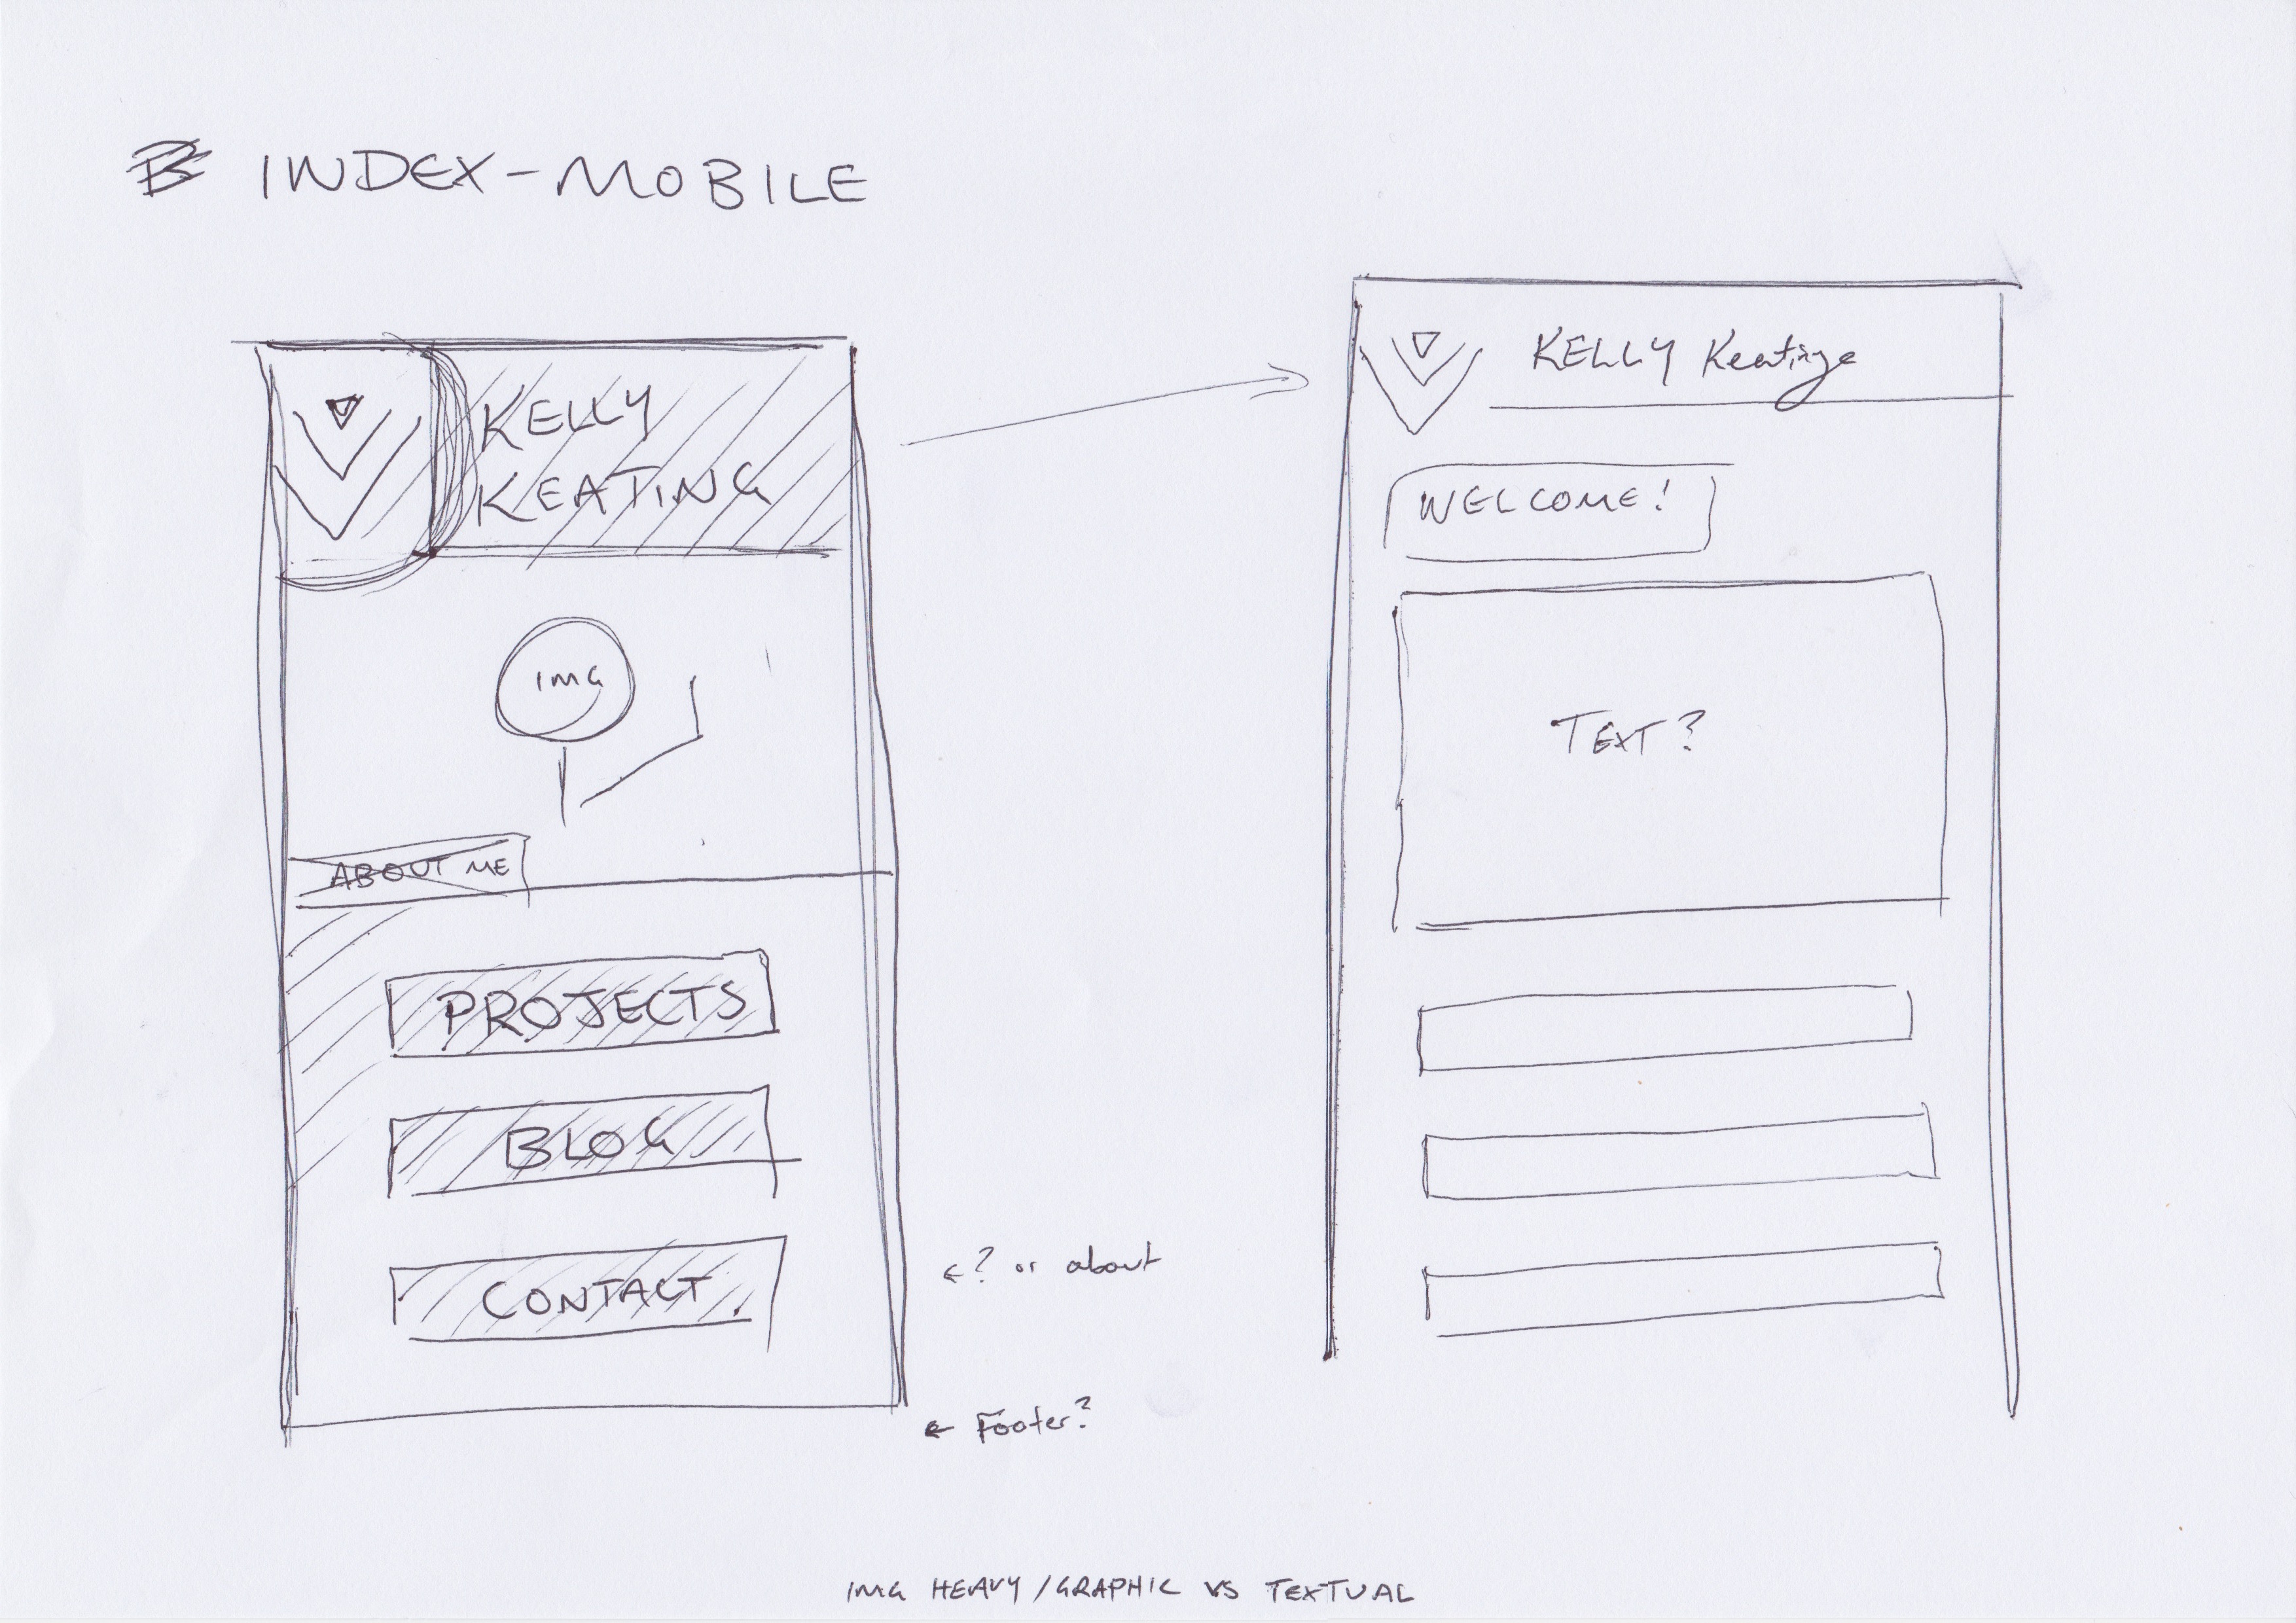 INDEX-MOBILE
KELLY
KEATING
IMG
ABOUT ME
PROJECTS
BLOG
CONTACT
? or about
Footer?
KELLY Keating
WELCOME!
TEXT?
IMG HEAVY / GRAPHIC VS TEXTUAL